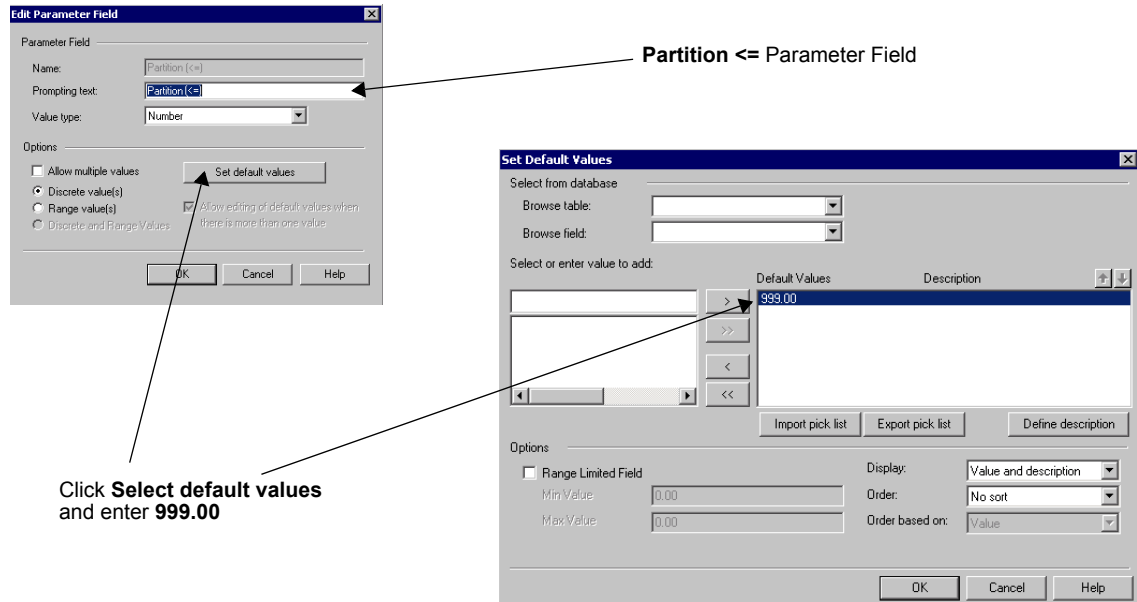 Edit Parameter Field
Parameter Field
Name: Partition (<=)
Prompting text: Partition (<=)
Value type: Number
Options
Allow multiple values
Set default values
Discrete value(s)
Range value(s)
Discrete and Range Values
Allow editing of default values when
there is more than one value
OK Cancel Help
Partition <= Parameter Field
Set Default Values
Select from database
Browse table:
Browse field:
Select or enter value to add:
Default Values Description
999.00
>
>>
<
<<
Import pick list Export pick list Define description
Options
Range Limited Field
Min Value 0.00
Max Value 0.00
Display: Value and description
Order: No sort
Order based on: Value
OK Cancel Help
Click Select default values
and enter 999.00